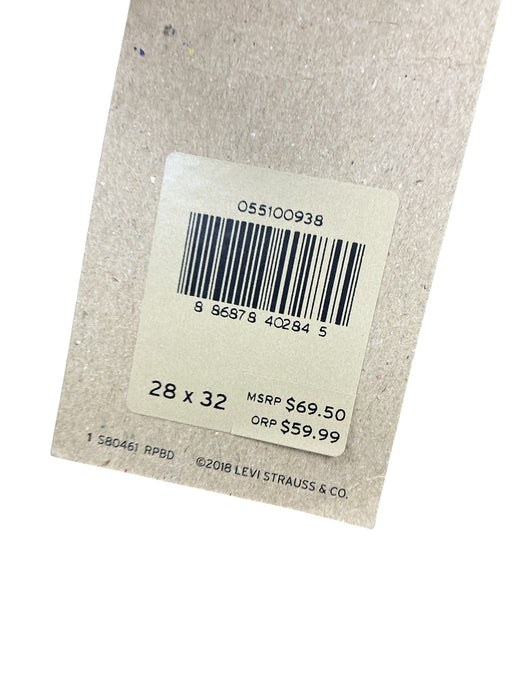 055100938
8 86878 40284 5
28 x 32
MSRP $69.50
ORP $59.99
1 S80461 RPBD
©2018 LEVI STRAUSS & CO.